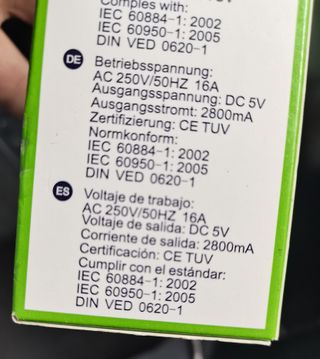 Complies with:
IEC 60884-1: 2002
IEC 60950-1: 2005
DIN VED 0620-1
DE Betriebsspannung:
AC 250V/50HZ 16A
Ausgangsspannung: DC 5V
Ausgangsstromt: 2800mA
Zertifizierung: CE TUV
Normkonform:
IEC 60884-1: 2002
IEC 60950-1: 2005
DIN VED 0620-1
ES Voltaje de trabajo:
AC 250V/50HZ 16A
Voltaje de salida: DC 5V
Corriente de salida: 2800mA
Certificación: CE TUV
Cumplir con el estándar:
IEC 60884-1: 2002
IEC 60950-1: 2005
DIN VED 0620-1